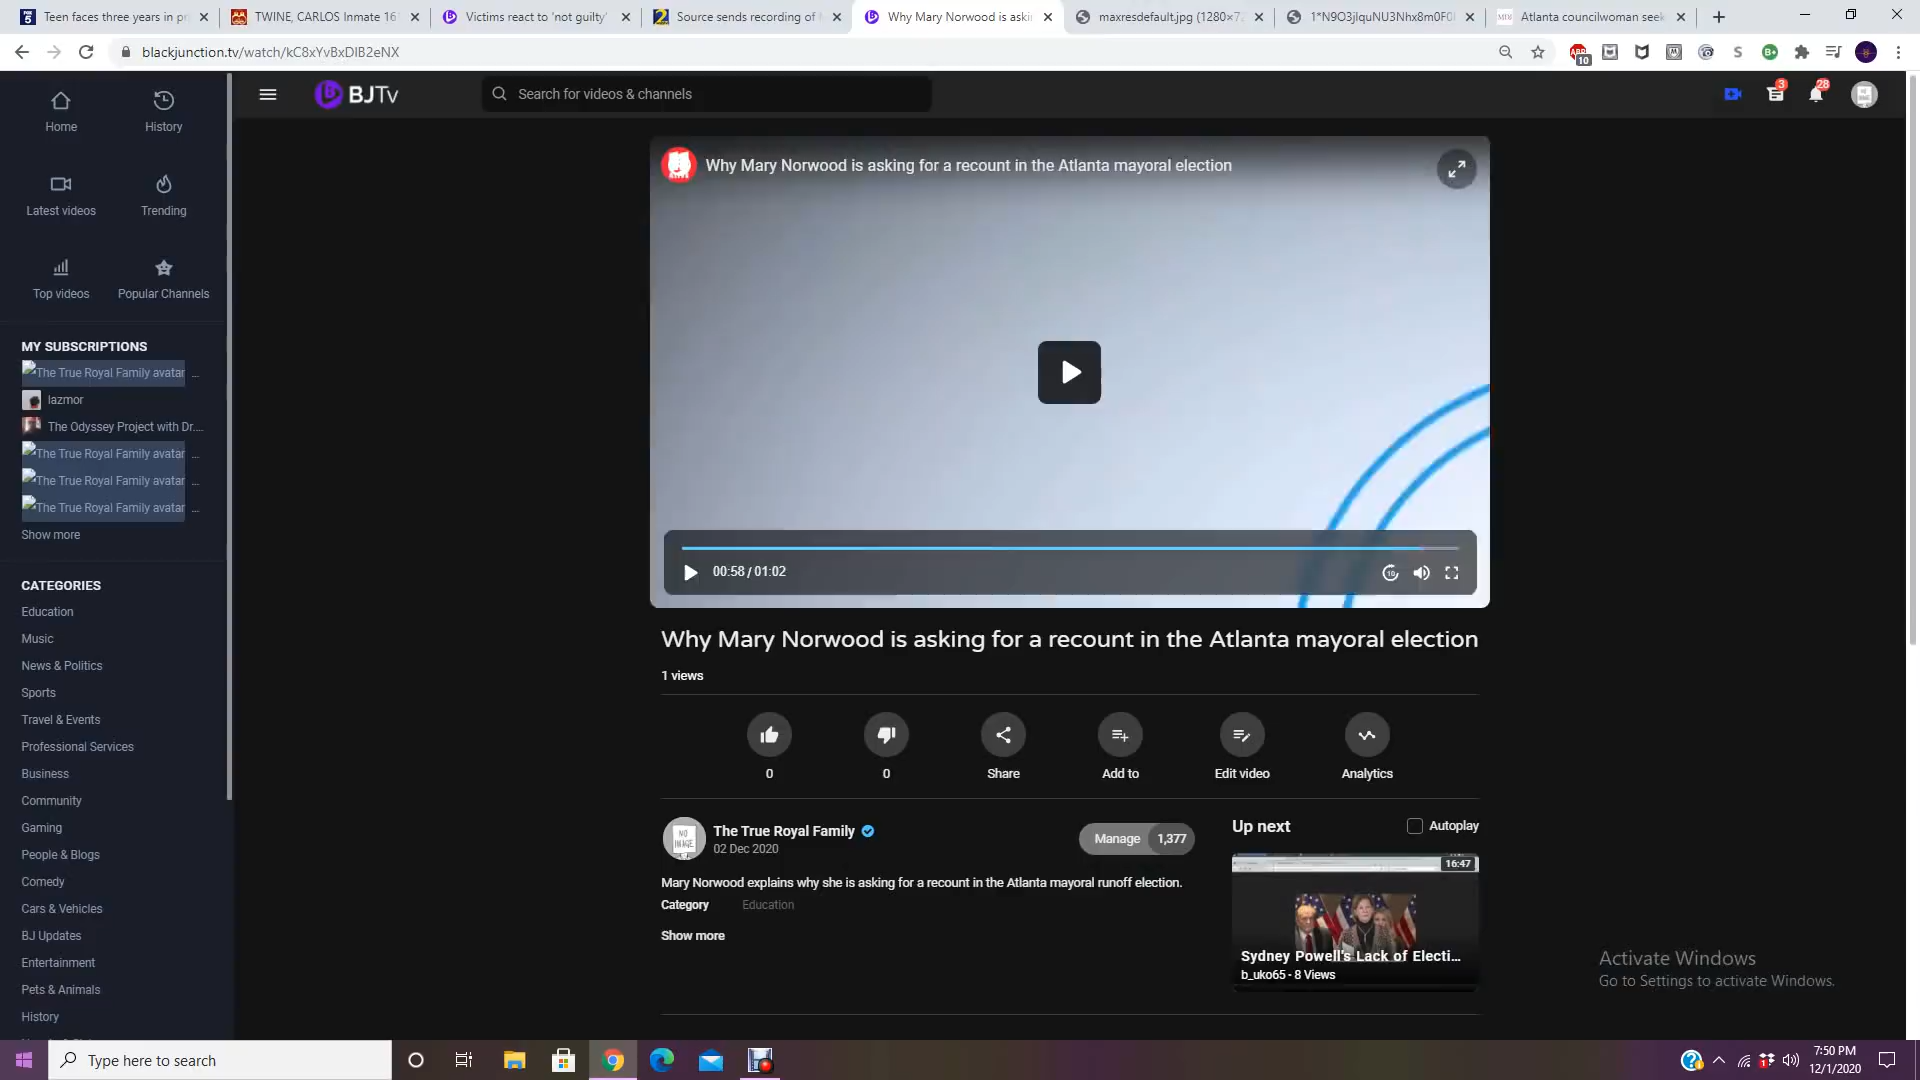 Teen faces three years in pr
TWINE, CARLOS Inmate 16
Victims react to 'not guilty'
Source sends recording of M
Why Mary Norwood is aski
maxresdefault.jpg (1280×7
Atlanta councilwoman seek
blackjunction.tv/watch/kC8xYvBxDIB2eNX
10
Home
History
BJTv
Search for videos & channels
3
28
Latest videos
Trending
Top videos
Popular Channels
MY SUBSCRIPTIONS
The True Royal Family avatar ...
lazmor
The Odyssey Project with Dr....
The True Royal Family avatar ...
The True Royal Family avatar ...
The True Royal Family avatar ...
Show more
CATEGORIES
Education
Music
News & Politics
Sports
Travel & Events
Professional Services
Business
Community
Gaming
People & Blogs
Comedy
Cars & Vehicles
BJ Updates
Entertainment
Pets & Animals
History
Why Mary Norwood is asking for a recount in the Atlanta mayoral election
00:58 / 01:02
10
Why Mary Norwood is asking for a recount in the Atlanta mayoral election
1 views
0
0
Share
Add to
Edit video
Analytics
NO IMAGE
The True Royal Family
02 Dec 2020
Manage 1,377
Mary Norwood explains why she is asking for a recount in the Atlanta mayoral runoff election.
Category Education
Show more
Up next
Autoplay
16:47
Sydney Powell's Lack of Electi...
b_uko65 - 8 Views
Activate Windows
Go to Settings to activate Windows.
Type here to search
7:50 PM
12/1/2020